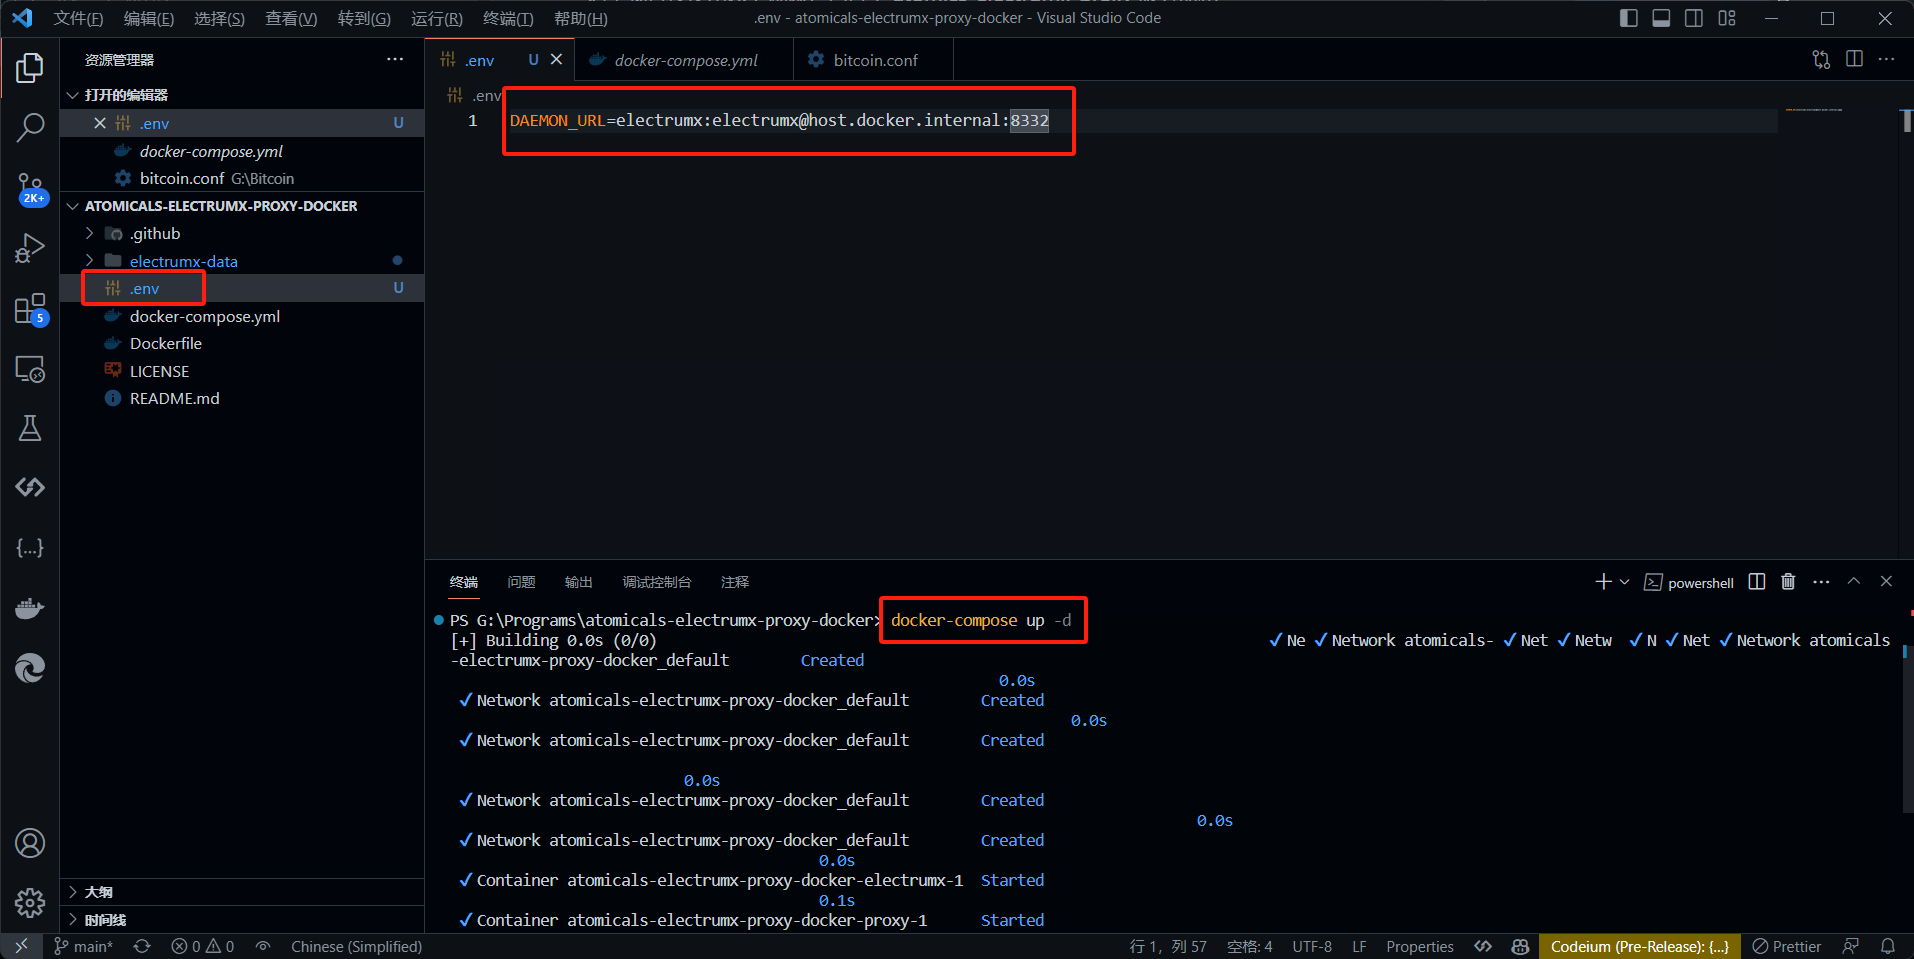 文件(F) 编辑(E) 选择(S) 查看(V) 转到(G) 运行(R) 终端(T) 帮助(H) .env - atomicals-electrumx-proxy-docker - Visual Studio Code
资源管理器 ···
打开的编辑器
.env U
docker-compose.yml
bitcoin.conf G:\Bitcoin
ATOMICALS-ELECTRUMX-PROXY-DOCKER
.github
electrumx-data
.env U
docker-compose.yml
Dockerfile
LICENSE
README.md
大纲
时间线
2K+
5
.env U docker-compose.yml bitcoin.conf
.env
1 DAEMON_URL=electrumx:electrumx@host.docker.internal:8332
终端 问题 输出 调试控制台 注释 powershell
PS G:\Programs\atomicals-electrumx-proxy-docker> docker-compose up -d
[+] Building 0.0s (0/0) ✓Ne ✓Network atomicals- ✓Net ✓Netw ✓N ✓Net ✓Network atomicals
-electrumx-proxy-docker_default Created
0.0s
✓Network atomicals-electrumx-proxy-docker_default Created
0.0s
✓Network atomicals-electrumx-proxy-docker_default Created
0.0s
✓Network atomicals-electrumx-proxy-docker_default Created
0.0s
✓Network atomicals-electrumx-proxy-docker_default Created
0.0s
✓Container atomicals-electrumx-proxy-docker-electrumx-1 Started
0.1s
✓Container atomicals-electrumx-proxy-docker-proxy-1 Started
main* 0 0 Chinese (Simplified) 行 1，列 57 空格: 4 UTF-8 LF Properties Codeium (Pre-Release): {...} Prettier